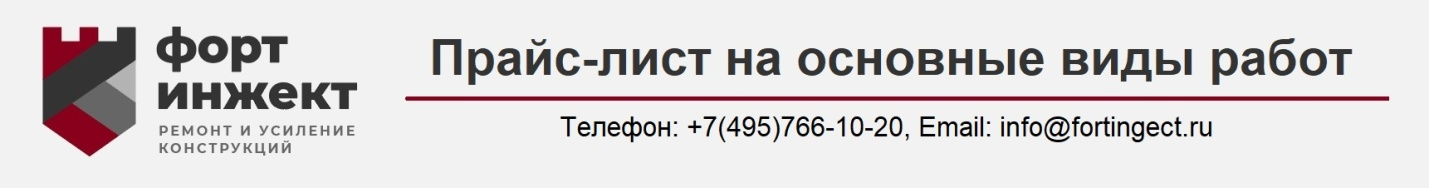 форт
инжект
РЕМОНТ И УСИЛЕНИЕ
КОНСТРУКЦИЙ
Прайс-лист на основные виды работ
Телефон: +7(495)766-10-20, Email: info@fortingect.ru